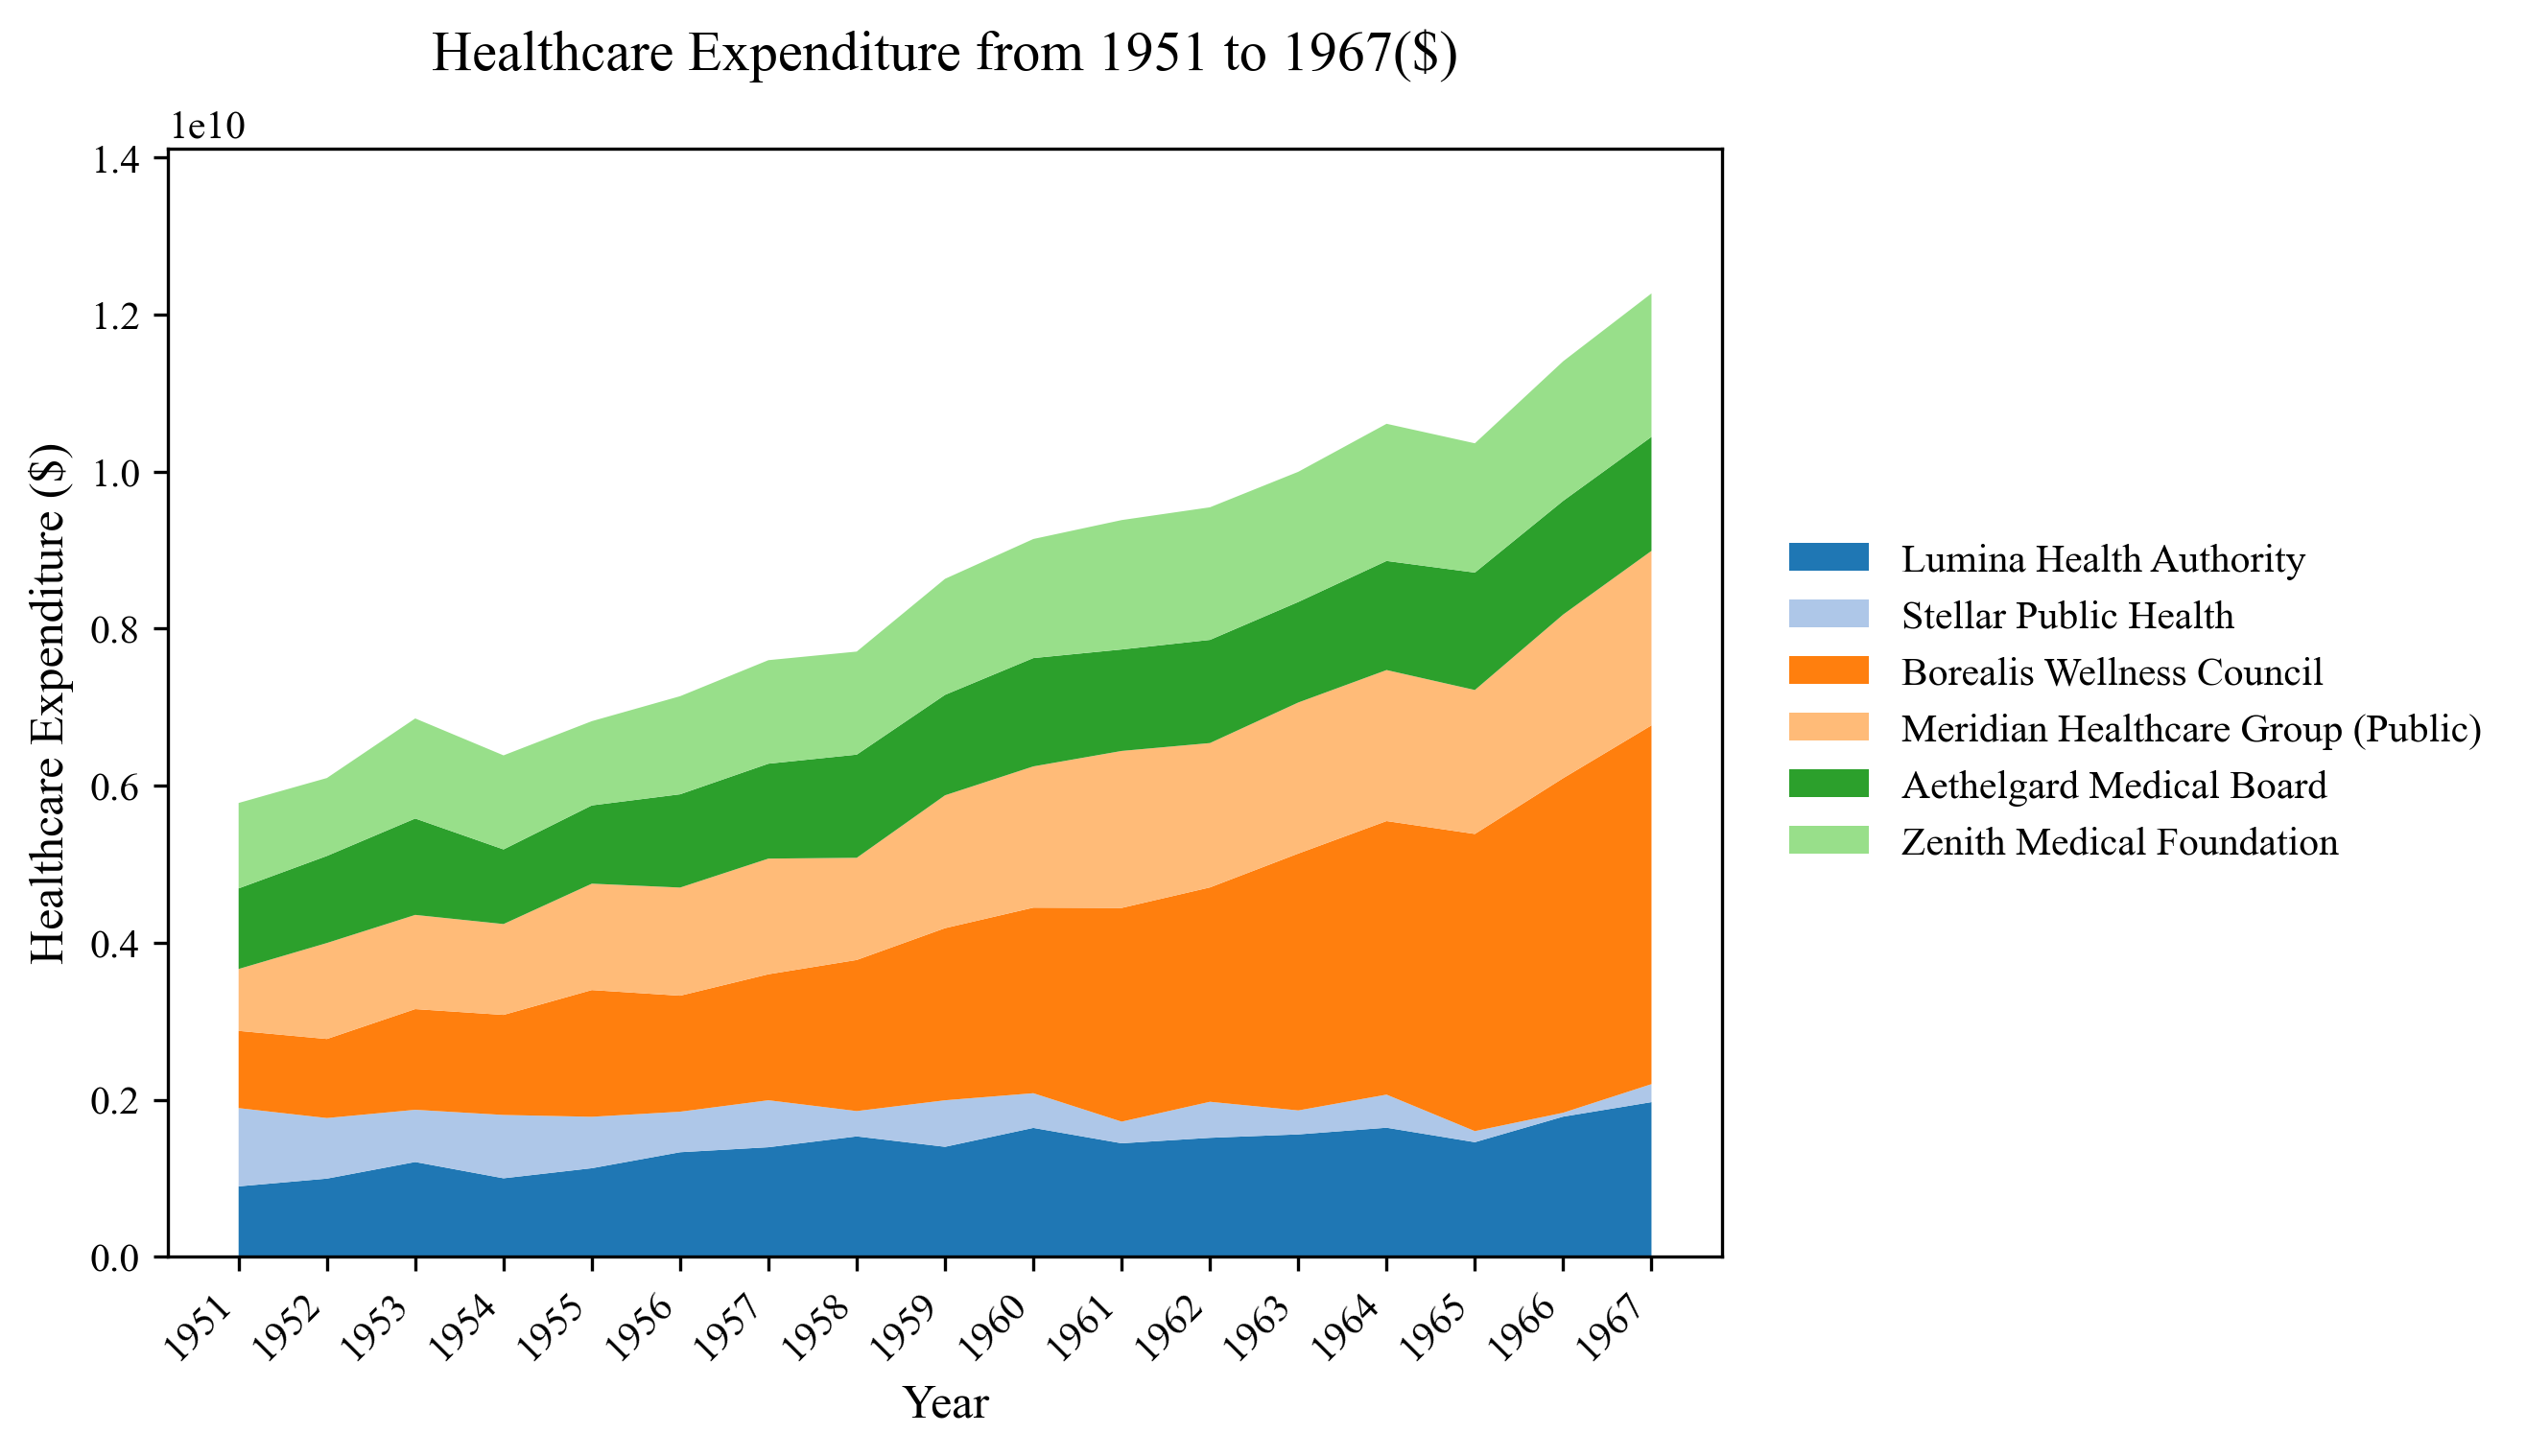 Healthcare Expenditure from 1951 to 1967($)
1e10
1.4
1.2
1.0
0.8
0.6
0.4
0.2
0.0
Healthcare Expenditure ($)
1951
1952
1953
1954
1955
1956
1957
1958
1959
1960
1961
1962
1963
1964
1965
1966
1967
Year
Lumina Health Authority
Stellar Public Health
Borealis Wellness Council
Meridian Healthcare Group (Public)
Aethelgard Medical Board
Zenith Medical Foundation